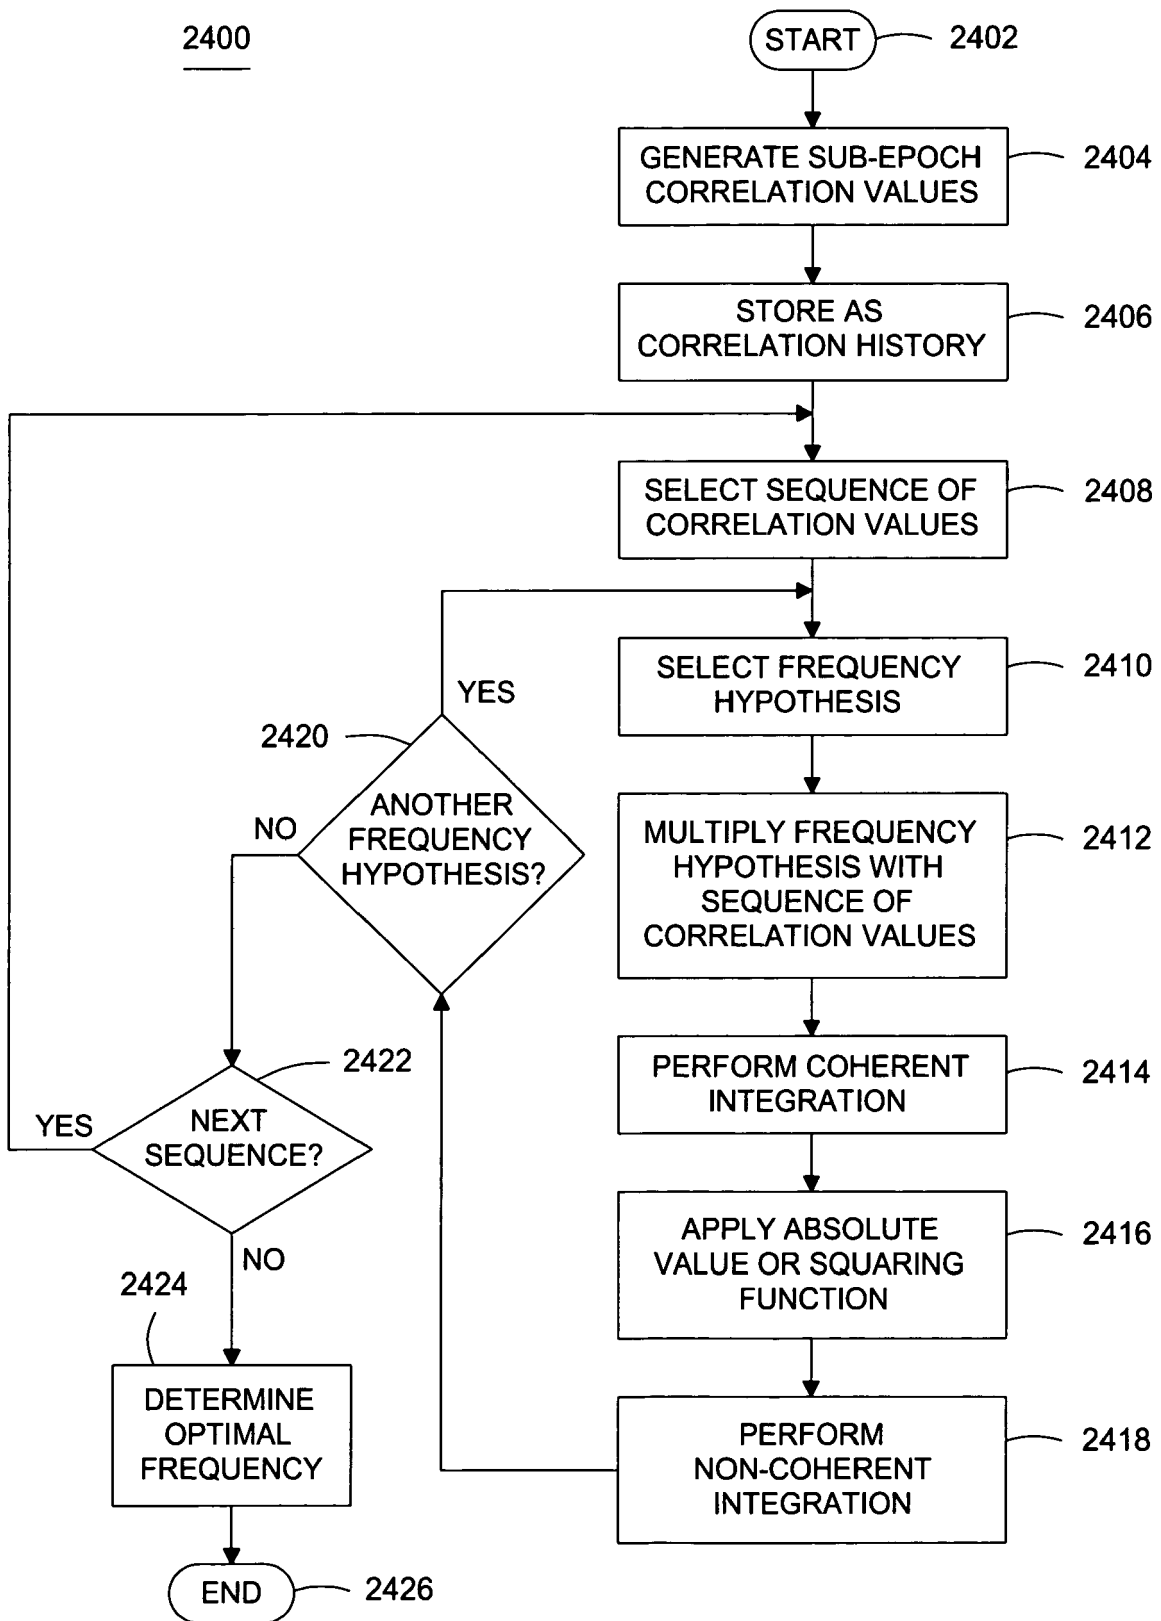 2400
START
2402
GENERATE SUB-EPOCH
CORRELATION VALUES
2404
STORE AS
CORRELATION HISTORY
2406
SELECT SEQUENCE OF
CORRELATION VALUES
2408
SELECT FREQUENCY
HYPOTHESIS
2410
MULTIPLY FREQUENCY
HYPOTHESIS WITH
SEQUENCE OF
CORRELATION VALUES
2412
PERFORM COHERENT
INTEGRATION
2414
APPLY ABSOLUTE
VALUE OR SQUARING
FUNCTION
2416
PERFORM
NON-COHERENT
INTEGRATION
2418
YES
2420
ANOTHER
FREQUENCY
HYPOTHESIS?
NO
2422
NEXT
SEQUENCE?
YES
NO
2424
DETERMINE
OPTIMAL
FREQUENCY
END
2426